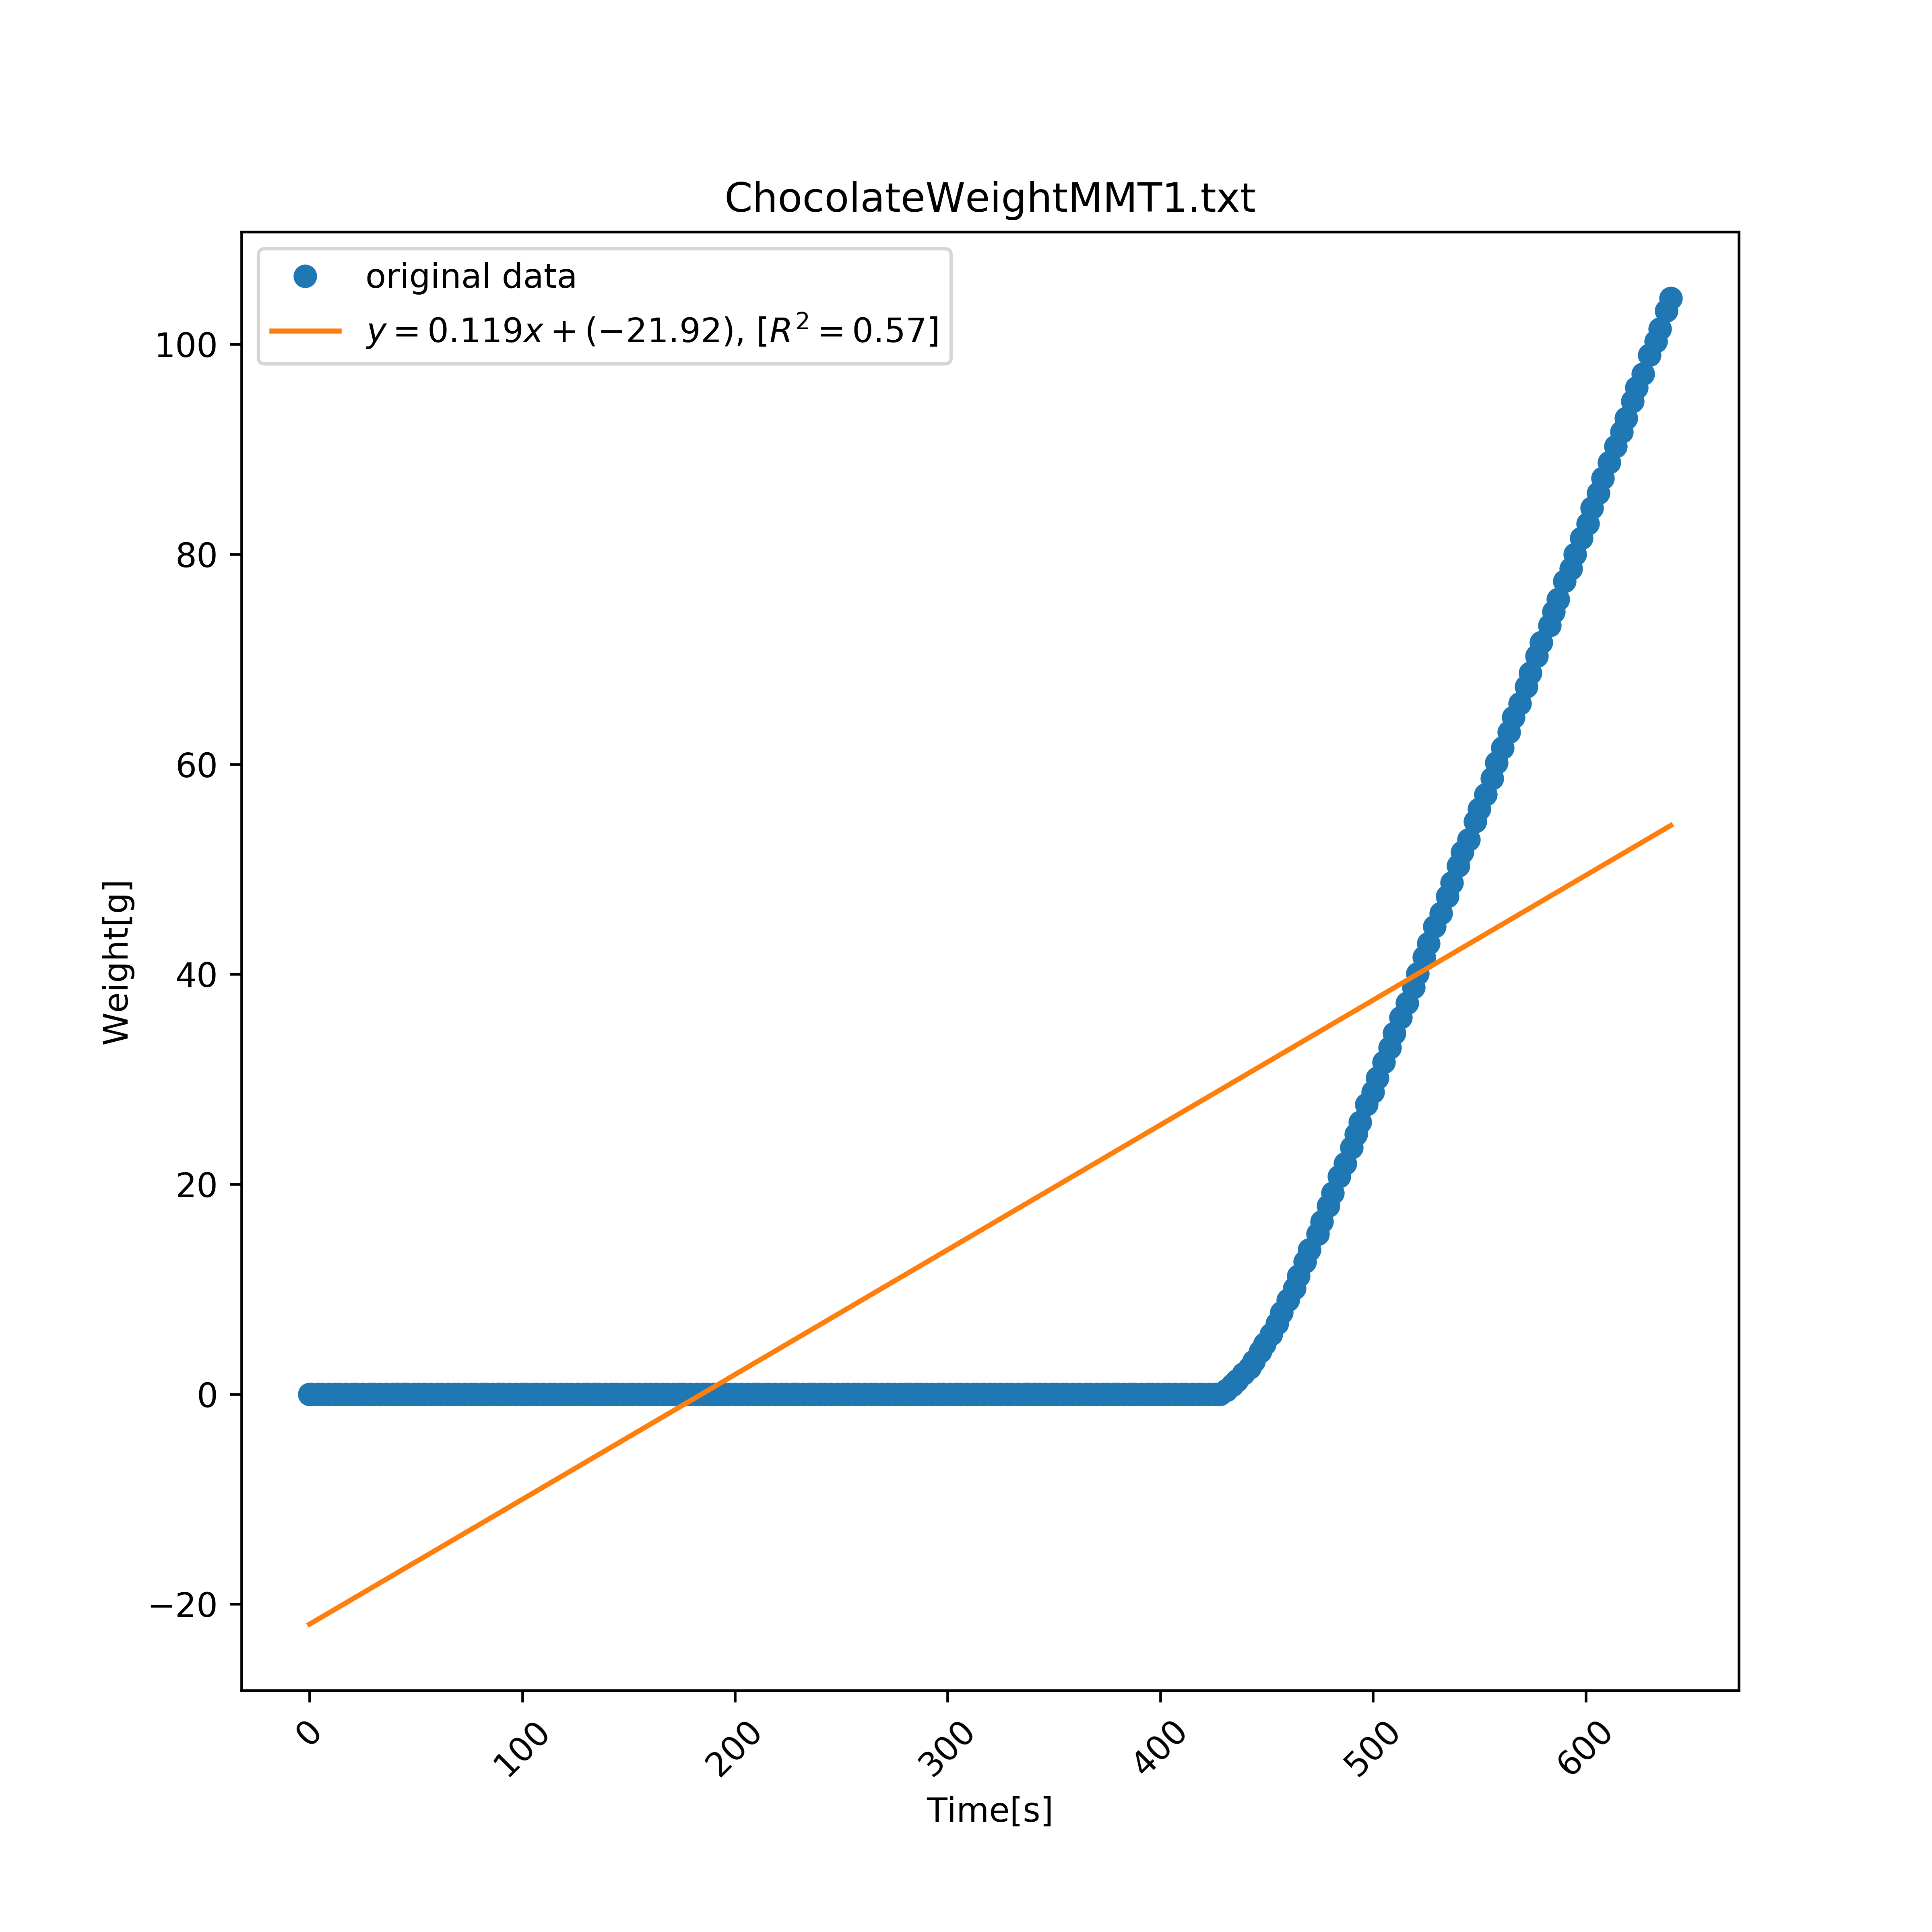 ChocolateWeightMMT1.txt
original data
y = 0.119x + (−21.92), [R² = 0.57]
100
80
60
40
20
0
−20
Weight[g]
0 100 200 300 400 500 600
Time[s]